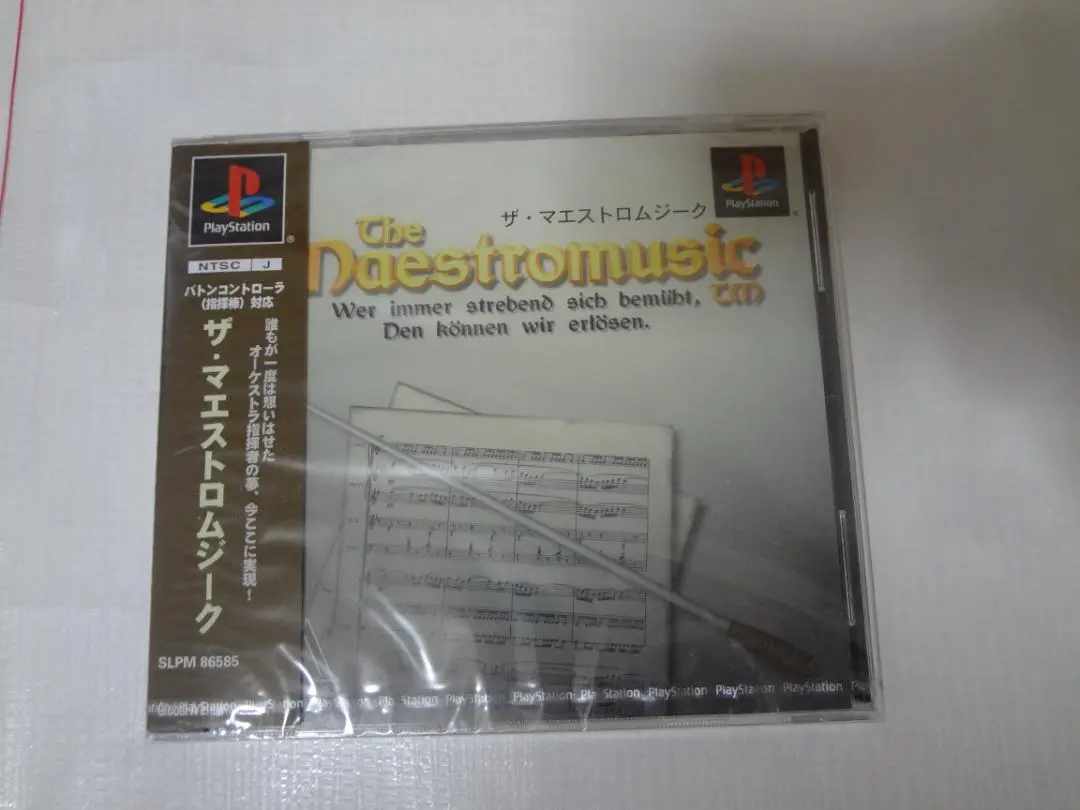 PlayStation
®
NTSC J
バトンコントローラ
(指揮棒)対応
誰もが一度は想いはせた
オーケストラ指揮者の夢、今ここに実現!
ザ・マエストロムジーク
SLPM 86585
PlayStation
ザ・マエストロムジーク
The
Maestromusic
TM
Wer immer strebend sich bemüht,
Den können wir erlösen.
PlayStation PlayStation PlayStation PlayStation PlayStation PlayStation PlayStation PlayStation PlayStation